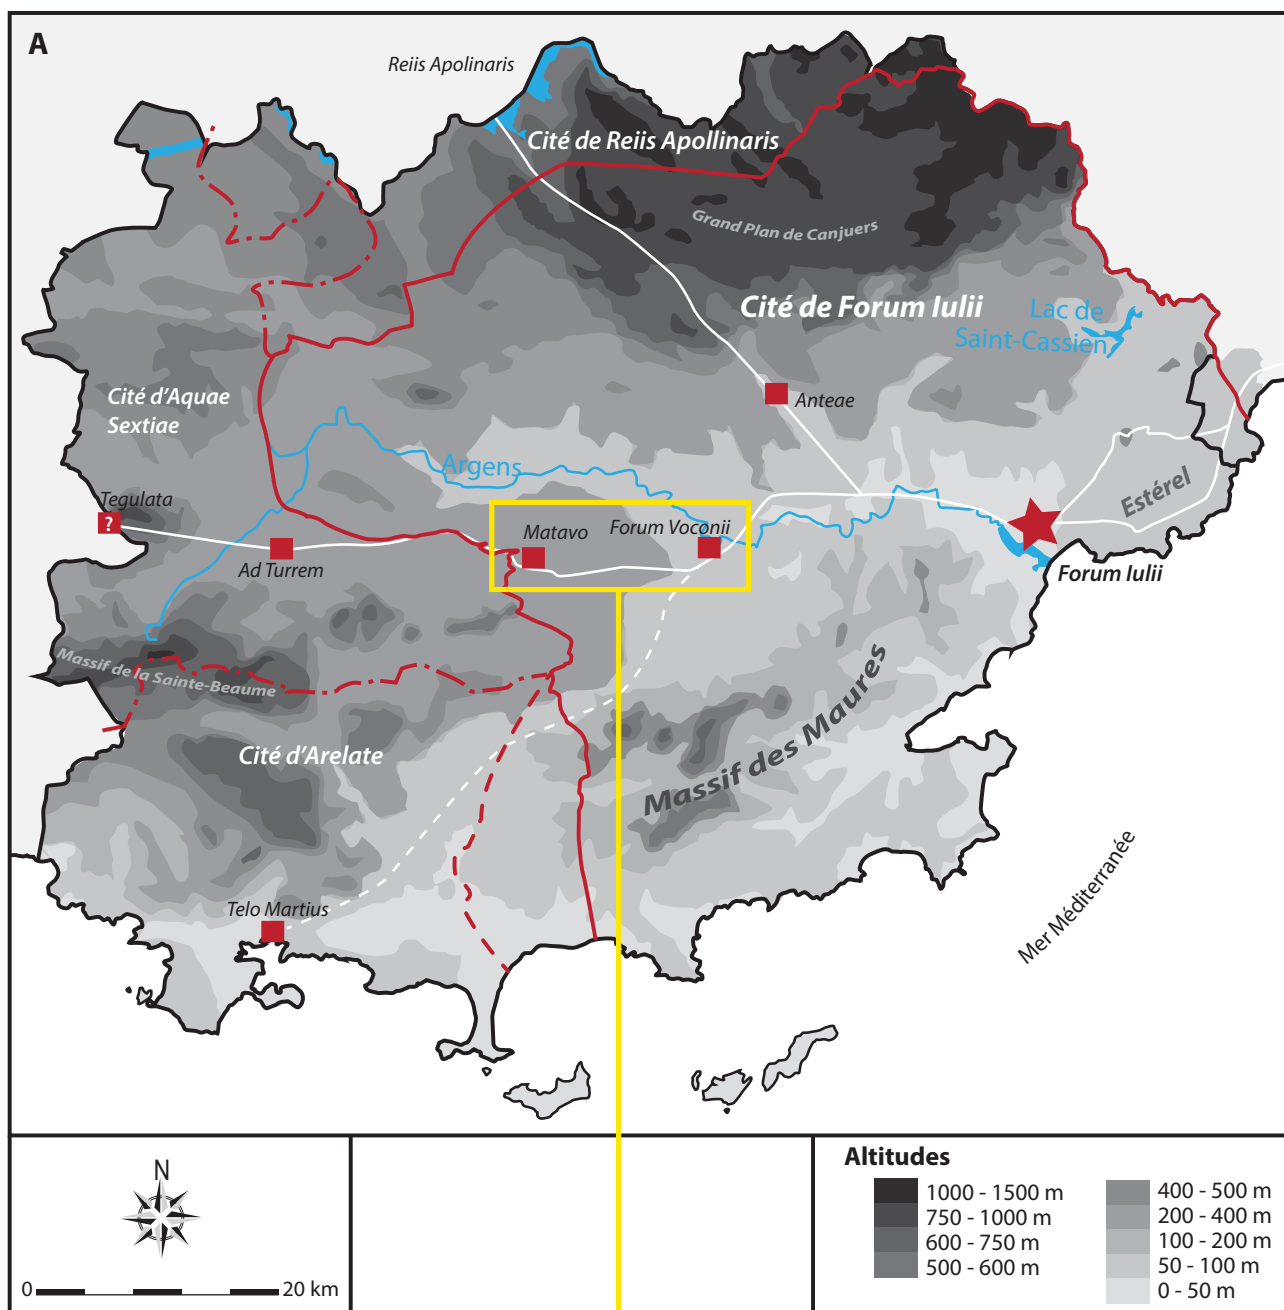 A
Reiis Apolinaris
Cité de Reiis Apollinaris
Grand Plan de Canjuers
Cité de Forum Iulii
Lac de
Saint-Cassien
Cité d'Aquae
Sextiae
Anteae
Argens
Estérel
Tegulata
?
Matavo
Forum Voconii
Ad Turrem
Forum Iulii
Massif de la Sainte-Beaume
Massif des Maures
Cité d'Arelate
Telo Martius
Mer Méditerranée
N
0
20 km
Altitudes
1000 - 1500 m
750 - 1000 m
600 - 750 m
500 - 600 m
400 - 500 m
200 - 400 m
100 - 200 m
50 - 100 m
0 - 50 m